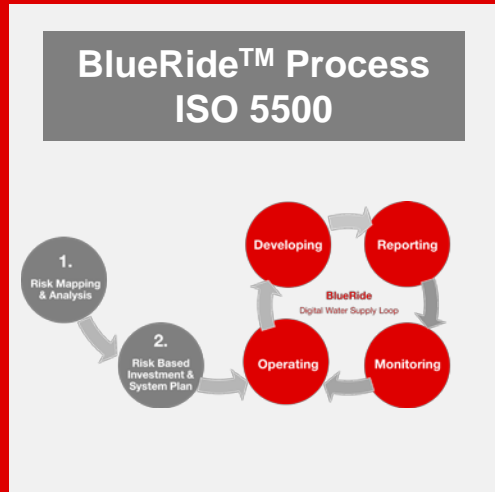 BlueRide™ Process
ISO 5500
1.
Risk Mapping
& Analysis
2.
Risk Based
Investment &
System Plan
Developing
Reporting
BlueRide
Digital Water Supply Loop
Operating
Monitoring